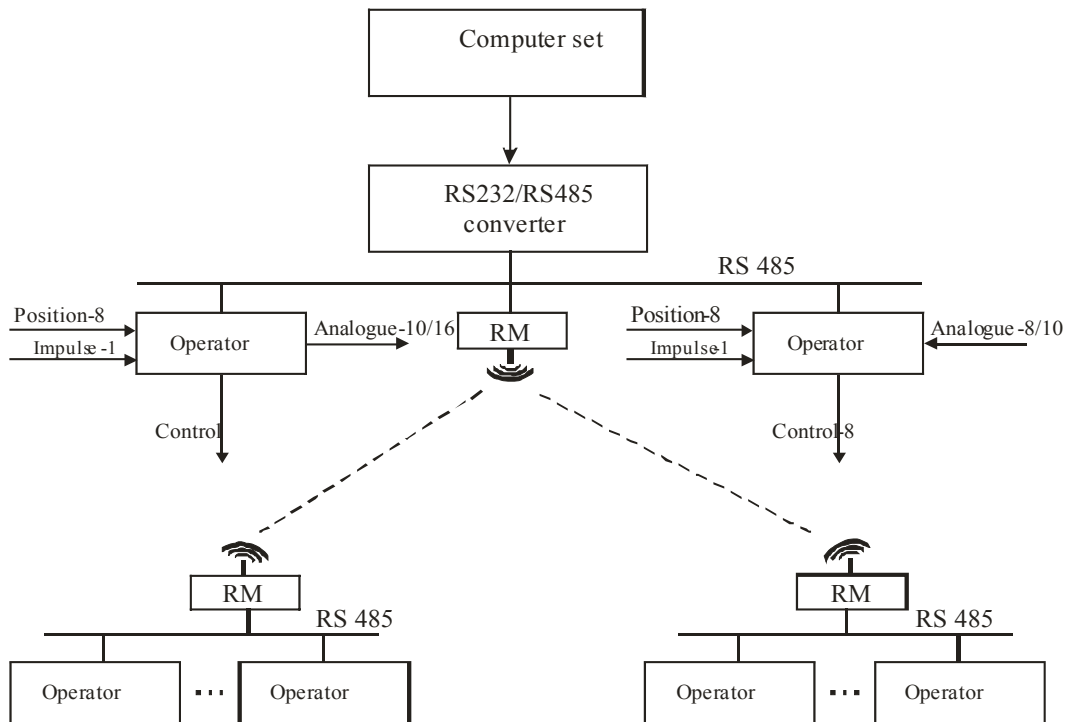 Computer set
RS232/RS485
converter
RS 485
Position-8
Impulse -1
Operator
Analogue-10/16
RM
Position-8
Impulse-1
Operator
Analogue-8/10
Control
Control-8
RM
RM
RS 485
RS 485
Operator
...
Operator
Operator
...
Operator